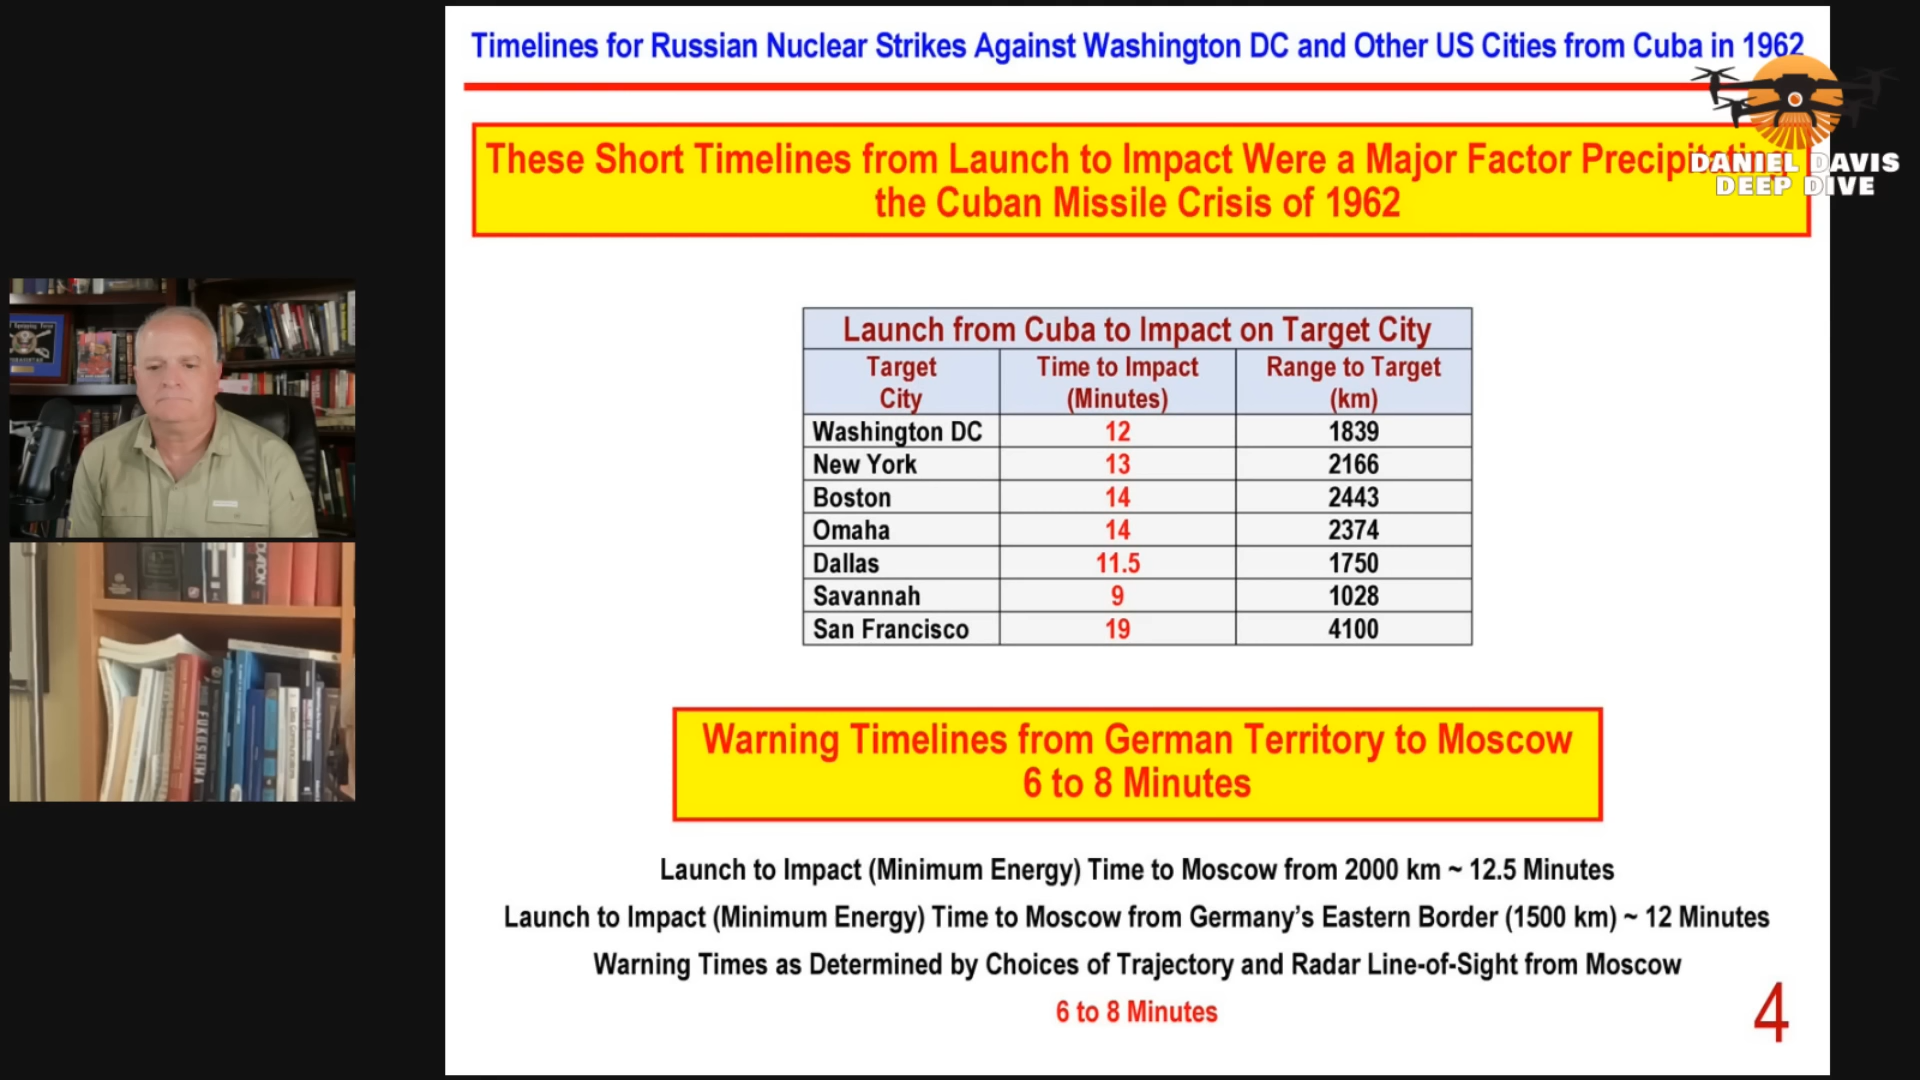 Timelines for Russian Nuclear Strikes Against Washington DC and Other US Cities from Cuba in 1962
These Short Timelines from Launch to Impact Were a Major Factor
the Cuban Missile Crisis of 1962
DANIEL DAVIS
DEEP DIVE
Launch from Cuba to Impact on Target City
Target City Time to Impact (Minutes) Range to Target (km)
Washington DC 12 1839
New York 13 2166
Boston 14 2443
Omaha 14 2374
Dallas 11.5 1750
Savannah 9 1028
San Francisco 19 4100
Warning Timelines from German Territory to Moscow
6 to 8 Minutes
Launch to Impact (Minimum Energy) Time to Moscow from 2000 km ~ 12.5 Minutes
Launch to Impact (Minimum Energy) Time to Moscow from Germany’s Eastern Border (1500 km) ~ 12 Minutes
Warning Times as Determined by Choices of Trajectory and Radar Line-of-Sight from Moscow
6 to 8 Minutes
4
FUKUSHIMA